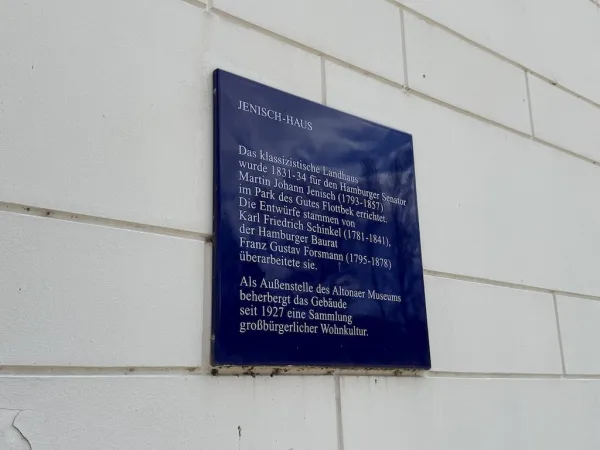 JENISCH-HAUS
Das klassizistische Landhaus
wurde 1831-34 für den Hamburger Senator
Martin Johann Jenisch (1793-1857)
im Park des Gutes Flottbek errichtet.
Die Entwürfe stammen von
Karl Friedrich Schinkel (1781-1841),
der Hamburger Baurat
Franz Gustav Forsmann (1795-1878)
überarbeitete sie.
Als Außenstelle des Altonaer Museums
beherbergt das Gebäude
seit 1927 eine Sammlung
großbürgerlicher Wohnkultur.